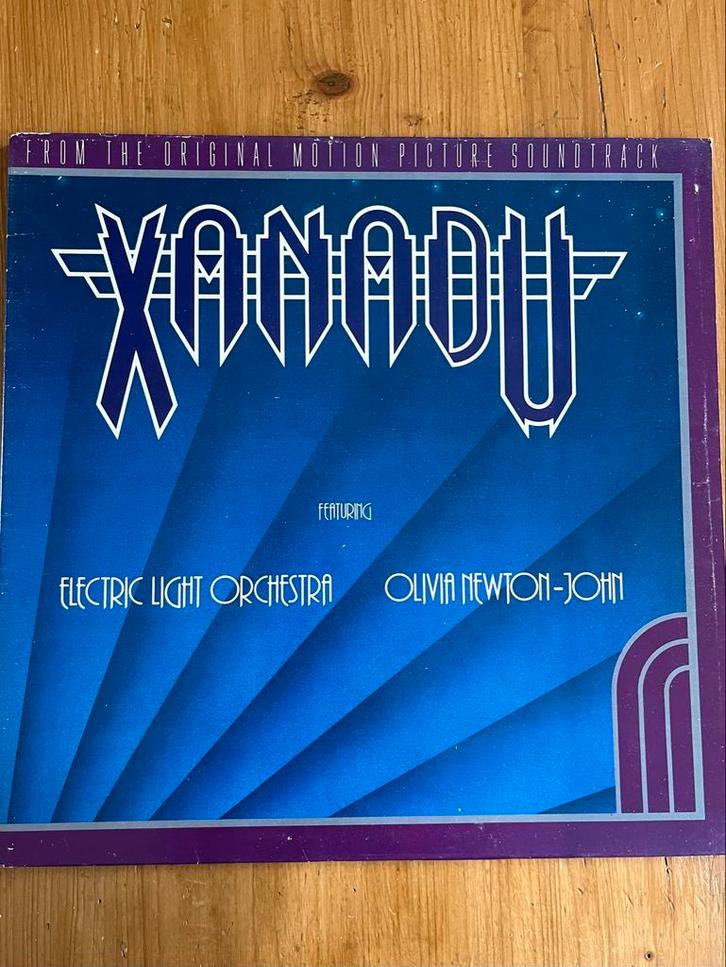 FROM THE ORIGINAL MOTION PICTURE SOUNDTRACK
XANADU
FEATURING
ELECTRIC LIGHT ORCHESTRA OLIVIA NEWTON-JOHN